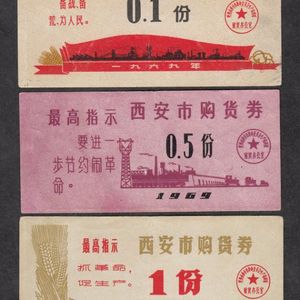 备战、备
荒、为人民。
0.1 份
一九六九年
最高指示
西安市购货券
要进一
步节约闹革
命。
0.5 份
1969
最高指示
西安市购货券
抓革命,
促生产。
1份